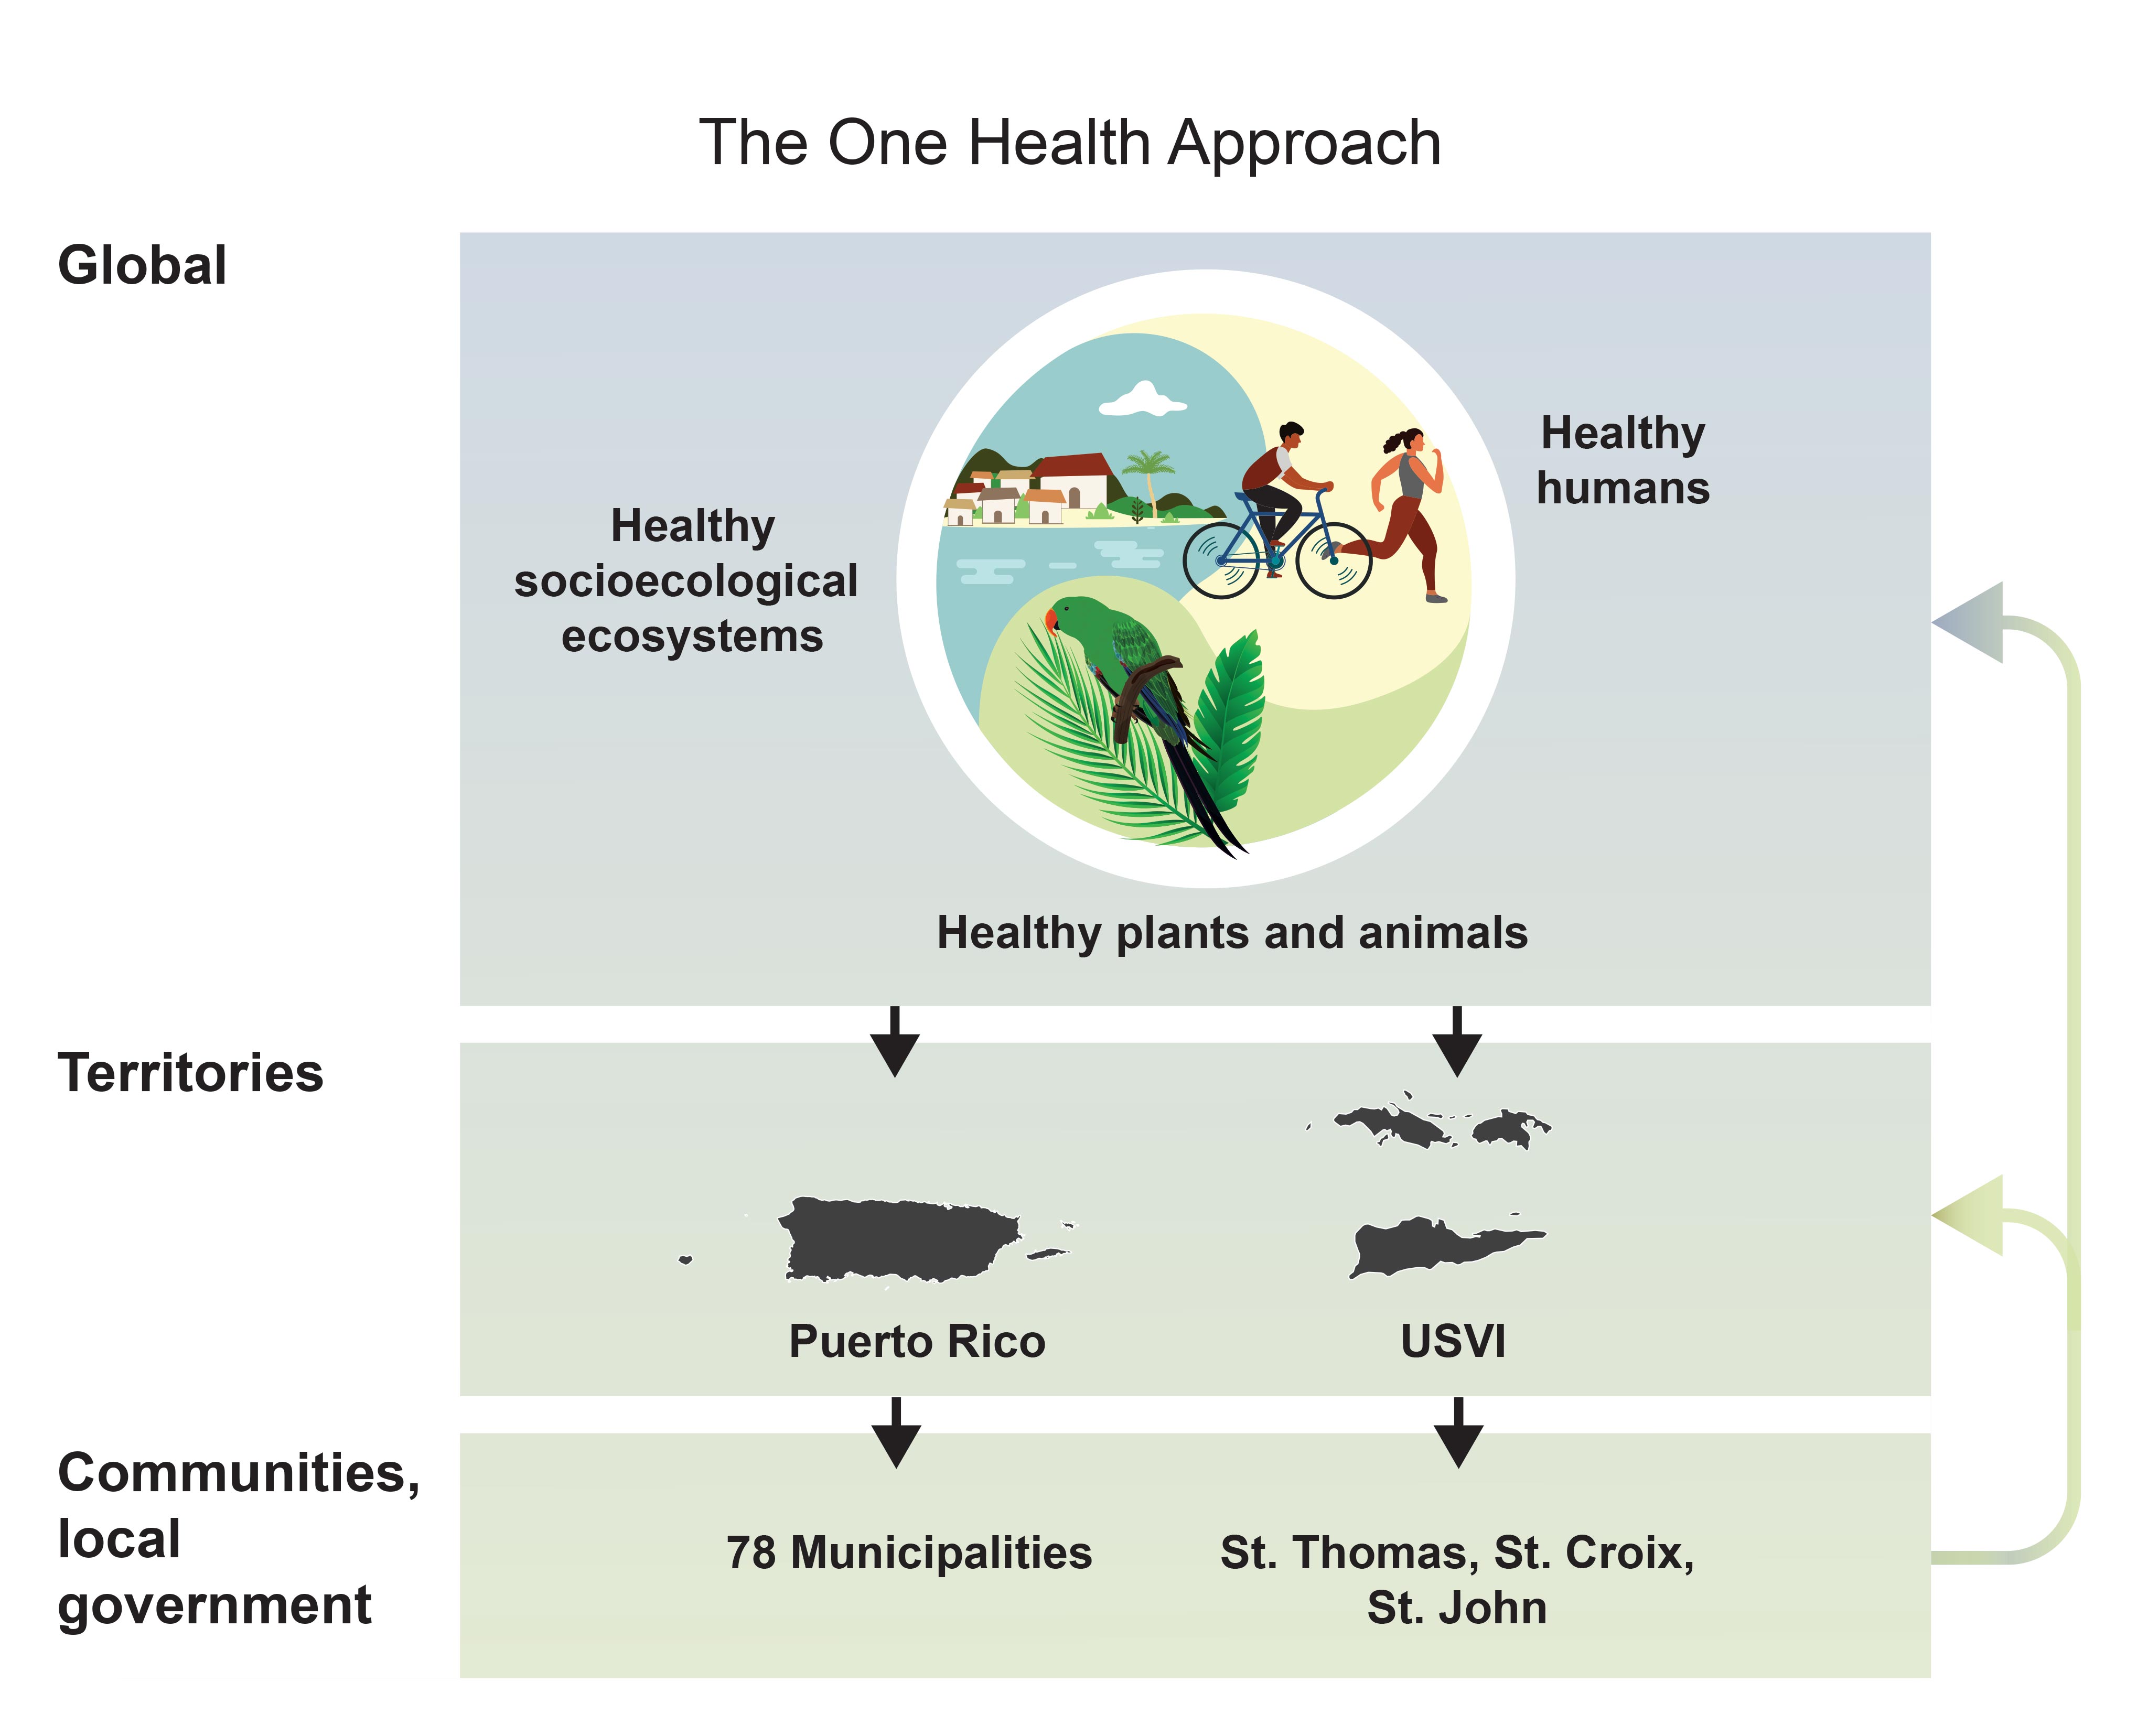 The One Health Approach
Global
Healthy
humans
Healthy
socioecological
ecosystems
Healthy plants and animals
Territories
Puerto Rico
USVI
Communities,
local
government
78 Municipalities
St. Thomas, St. Croix,
St. John